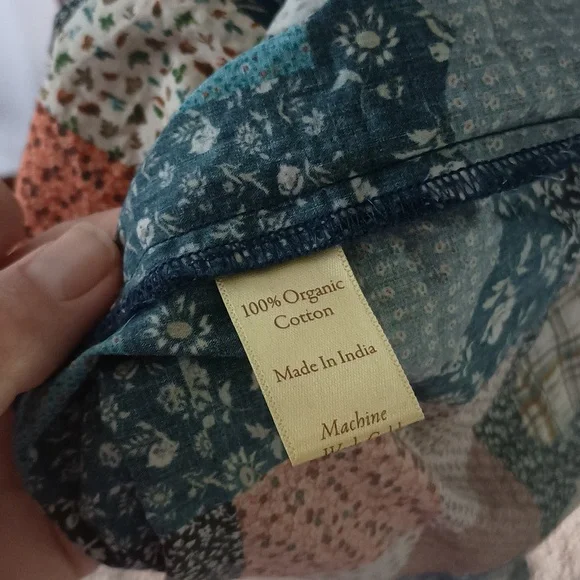 100% Organic
Cotton
Made In India
Machine